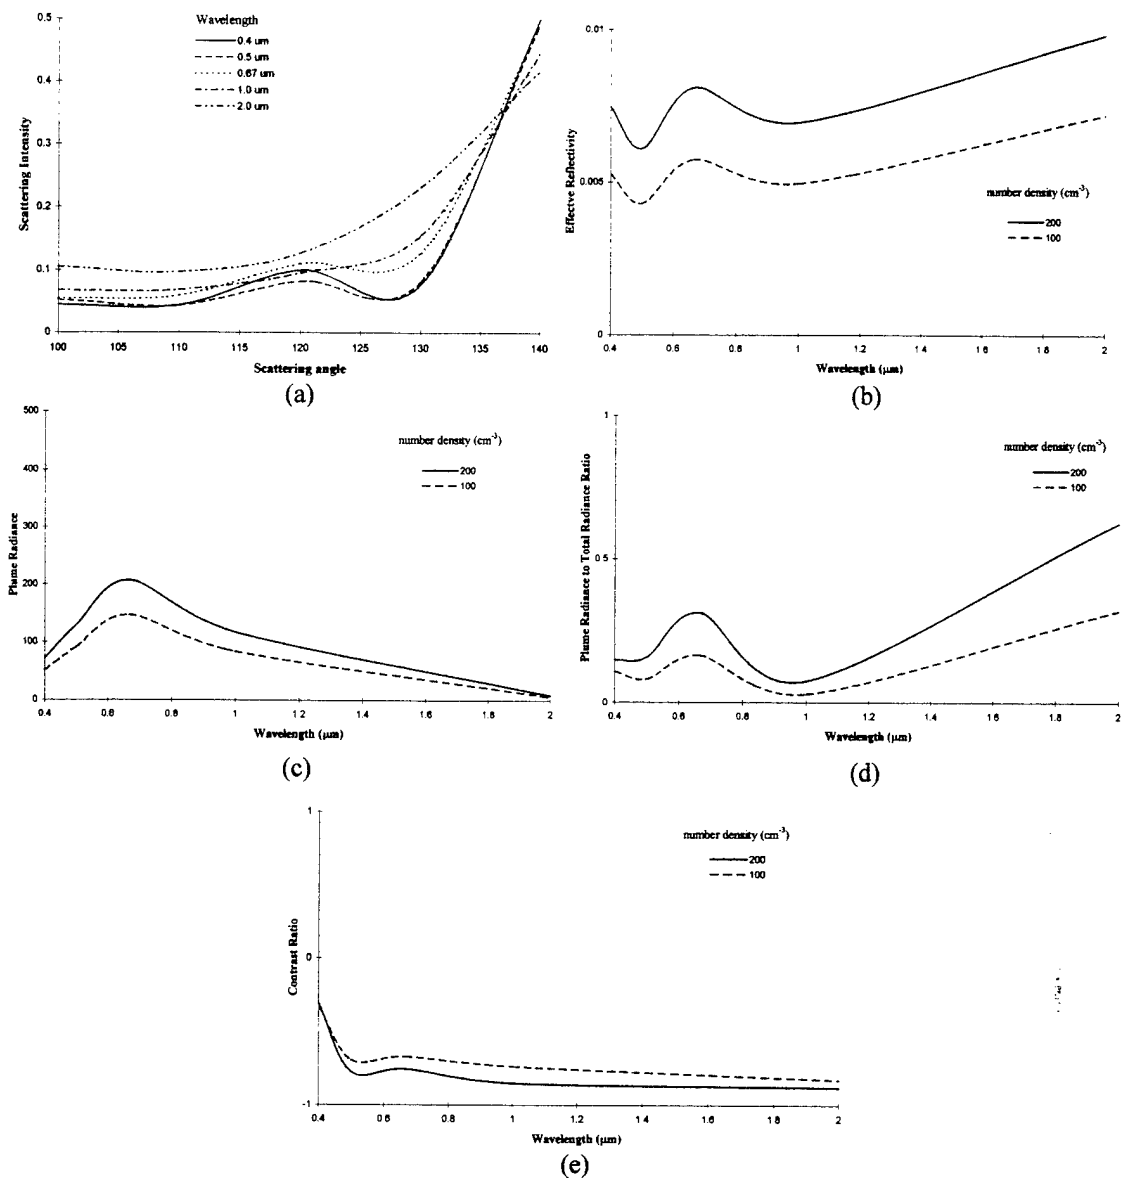 Wavelength
0.4 um
0.5 um
0.67 um
1.0 um
2.0 um
Scattering Intensity
0.5
0.4
0.3
0.2
0.1
0
100 105 110 115 120 125 130 135 140
Scattering angle
(a)
Effectve Reflectivity
0.01
0.005
0
number density (cm-3)
200
100
0.4 0.6 0.8 1 1.2 1.4 1.6 1.8 2
Wavelength (μm)
(b)
Plume Radiance
500
400
300
200
100
0
number density (cm-3)
200
100
0.4 0.6 0.8 1 1.2 1.4 1.6 1.8 2
Wavelength (μm)
(c)
Plume Radiance to Total Radiance Ratio
1
0.5
0
number density (cm-3)
200
100
0.4 0.6 0.8 1 1.2 1.4 1.6 1.8 2
Wavelength (μm)
(d)
Contrast Ratio
1
0
-1
number density (cm-3)
200
100
0.4 0.6 0.8 1 1.2 1.4 1.6 1.8 2
Wavelength (μm)
(e)